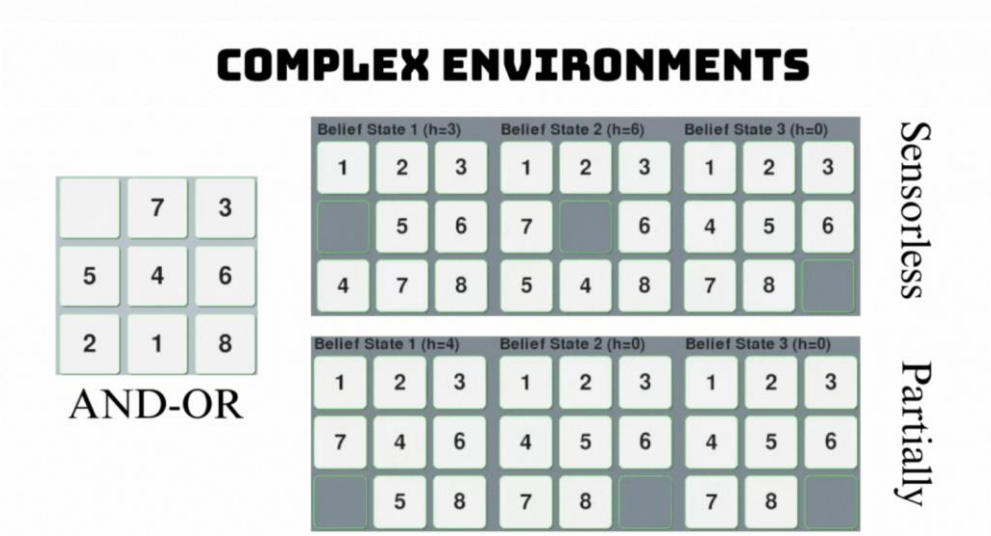 COMPLEX ENVIRONMENTS
7 3
5 4 6
2 1 8
AND-OR
Belief State 1 (h=3) Belief State 2 (h=6) Belief State 3 (h=0)
1 2 3 1 2 3 1 2 3
5 6 7 6 4 5 6
4 7 8 5 4 8 7 8
Sensorless
Belief State 1 (h=4) Belief State 2 (h=0) Belief State 3 (h=0)
1 2 3 1 2 3 1 2 3
7 4 6 4 5 6 4 5 6
5 8 7 8 7 8
Partially